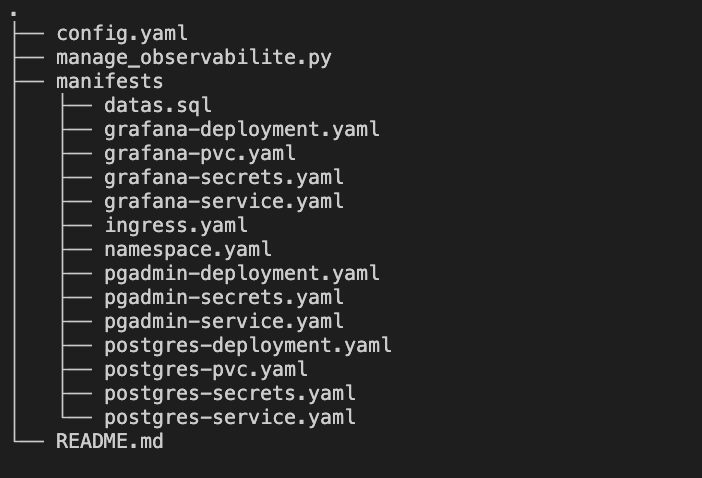 .
├── config.yaml
├── manage_observabilite.py
├── manifests
│   ├── datas.sql
│   ├── grafana-deployment.yaml
│   ├── grafana-pvc.yaml
│   ├── grafana-secrets.yaml
│   ├── grafana-service.yaml
│   ├── ingress.yaml
│   ├── namespace.yaml
│   ├── pgadmin-deployment.yaml
│   ├── pgadmin-secrets.yaml
│   ├── pgadmin-service.yaml
│   ├── postgres-deployment.yaml
│   ├── postgres-pvc.yaml
│   ├── postgres-secrets.yaml
│   └── postgres-service.yaml
└── README.md